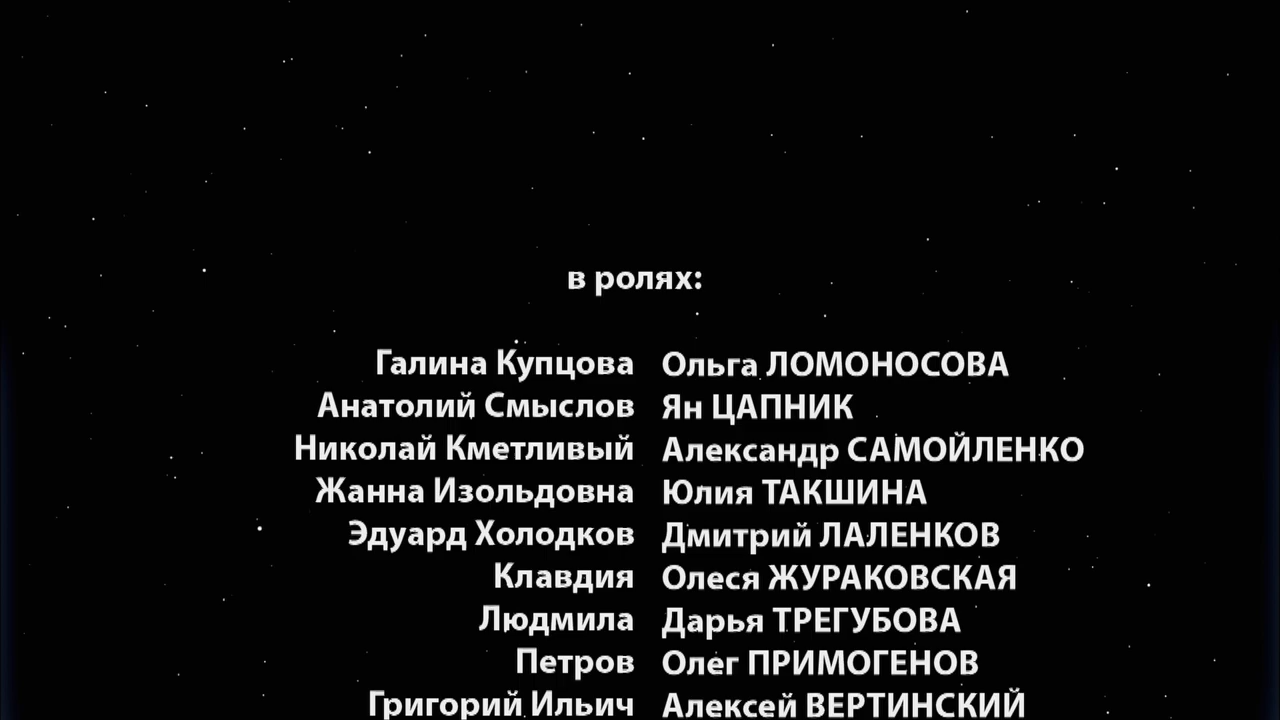 в ролях:
Галина Купцова Ольга ЛОМОНОСОВА
Анатолий Смыслов Ян ЦАПНИК
Николай Кметливый Александр САМОЙЛЕНКО
Жанна Изольдовна Юлия ТАКШИНА
Эдуард Холодков Дмитрий ЛАЛЕНКОВ
Клавдия Олеся ЖУРАКОВСКАЯ
Людмила Дарья ТРЕГУБОВА
Петров Олег ПРИМОГЕНОВ
Григорий Ильич Алексей ВЕРТИНСКИЙ